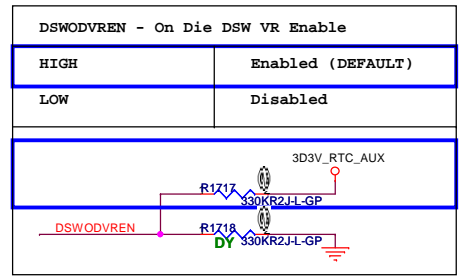 DSWODVREN - On Die DSW VR Enable
HIGH Enabled (DEFAULT)
LOW Disabled
3D3V_RTC_AUX
R1717
330KR2J-L-GP
DSWODVREN
R1718
DY 330KR2J-L-GP